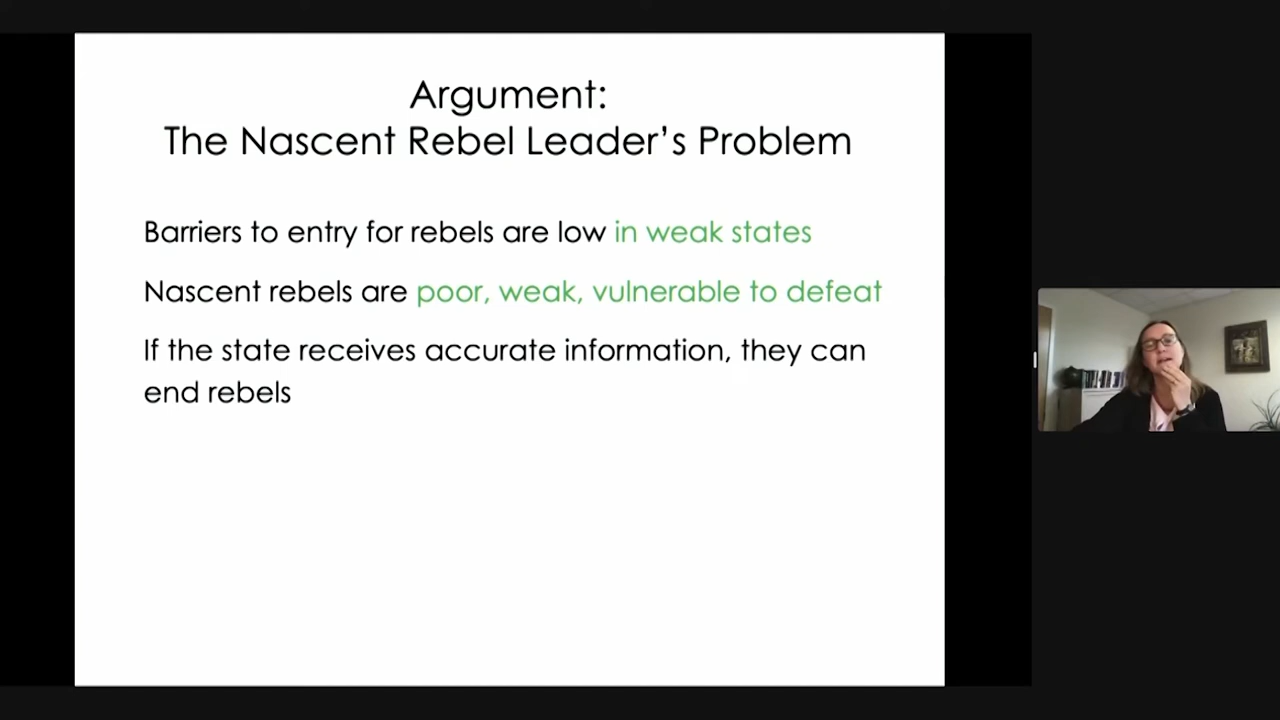 Argument:
The Nascent Rebel Leader’s Problem
Barriers to entry for rebels are low in weak states
Nascent rebels are poor, weak, vulnerable to defeat
If the state receives accurate information, they can
end rebels